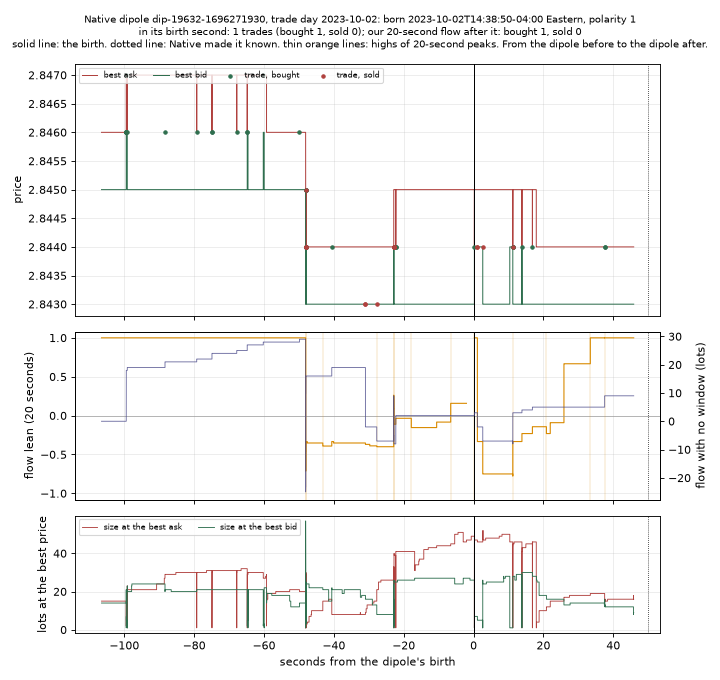 Native dipole dip-19632-1696271930, trade day 2023-10-02: born 2023-10-02T14:38:50-04:00 Eastern, polarity 1
in its birth second: 1 trades (bought 1, sold 0); our 20-second flow after it: bought 1, sold 0
solid line: the birth. dotted line: Native made it known. thin orange lines: highs of 20-second peaks. From the dipole before to the dipole after.
best ask
best bid
trade, bought
trade, sold
2.8470
2.8465
2.8460
2.8455
2.8450
2.8445
2.8440
2.8435
2.8430
price
1.0
0.5
0.0
−0.5
−1.0
flow lean (20 seconds)
30
20
10
0
−10
−20
flow with no window (lots)
size at the best ask
size at the best bid
40
20
0
lots at the best price
−100
−80
−60
−40
−20
0
20
40
seconds from the dipole's birth